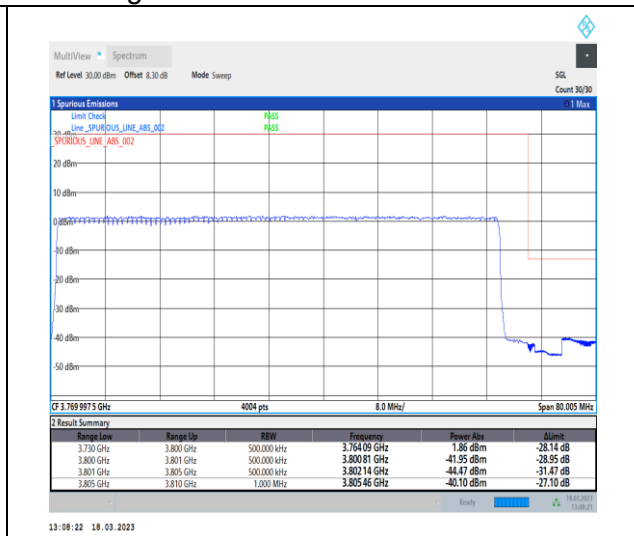 MultiView Spectrum
Ref Level 30.00 dBm Offset 8.30 dB Mode Sweep SGL
Count 30/30
1 Spurious Emissions 1 Max
Limit Check PASS
Line _SPURIOUS_LINE_ABS_002 PASS
_SPURIOUS_LINE_ABS_002
20 dBm
10 dBm
0 dBm
-10 dBm
-20 dBm
-30 dBm
-40 dBm
-50 dBm
CF 3.769 997 5 GHz 4004 pts 8.0 MHz/ Span 80.005 MHz
2 Result Summary
Range Low Range Up RBW Frequency Power Abs ΔLimit
3.730 GHz 3.800 GHz 500.000 kHz 3.764 09 GHz 1.86 dBm -28.14 dB
3.800 GHz 3.801 GHz 500.000 kHz 3.800 81 GHz -41.95 dBm -28.95 dB
3.801 GHz 3.805 GHz 500.000 kHz 3.802 14 GHz -44.47 dBm -31.47 dB
3.805 GHz 3.810 GHz 1.000 MHz 3.805 46 GHz -40.10 dBm -27.10 dB
Ready 18.03.2023
13:08:21
13:08:22 18.03.2023